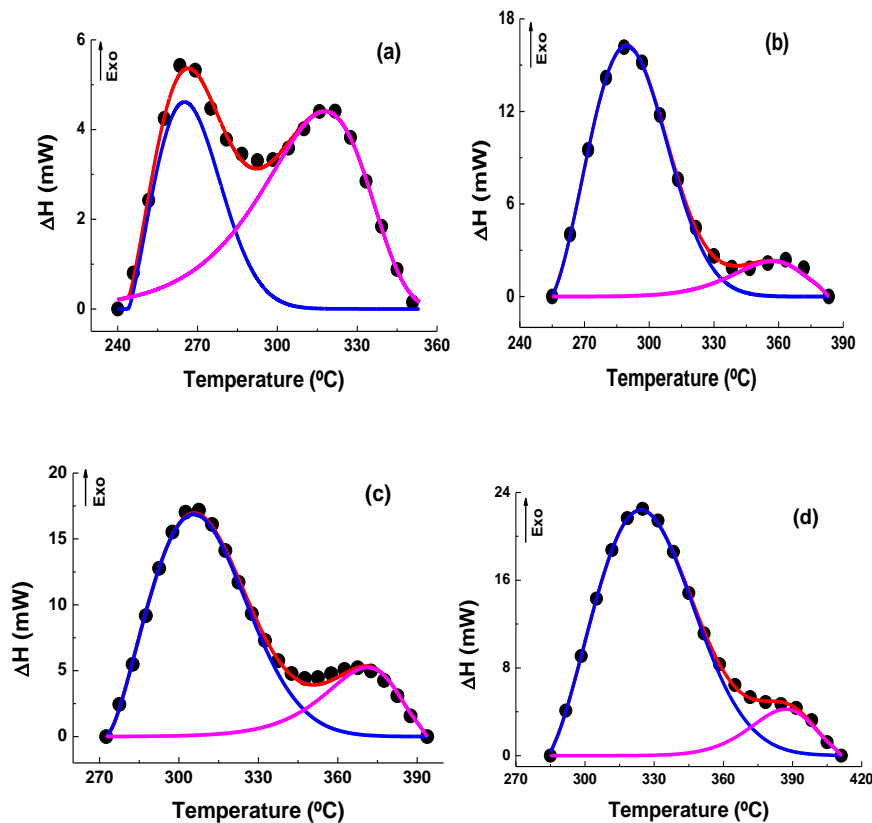 (a)
Exo
6
4
2
0
ΔH (mW)
240 270 300 330 360
Temperature (ºC)
(b)
Exo
18
12
6
0
ΔH (mW)
240 270 300 330 360 390
Temperature (ºC)
(c)
Exo
20
15
10
5
0
ΔH (mW)
270 300 330 360 390
Temperature (ºC)
(d)
Exo
24
16
8
0
ΔH (mW)
270 300 330 360 390 420
Temperature (ºC)